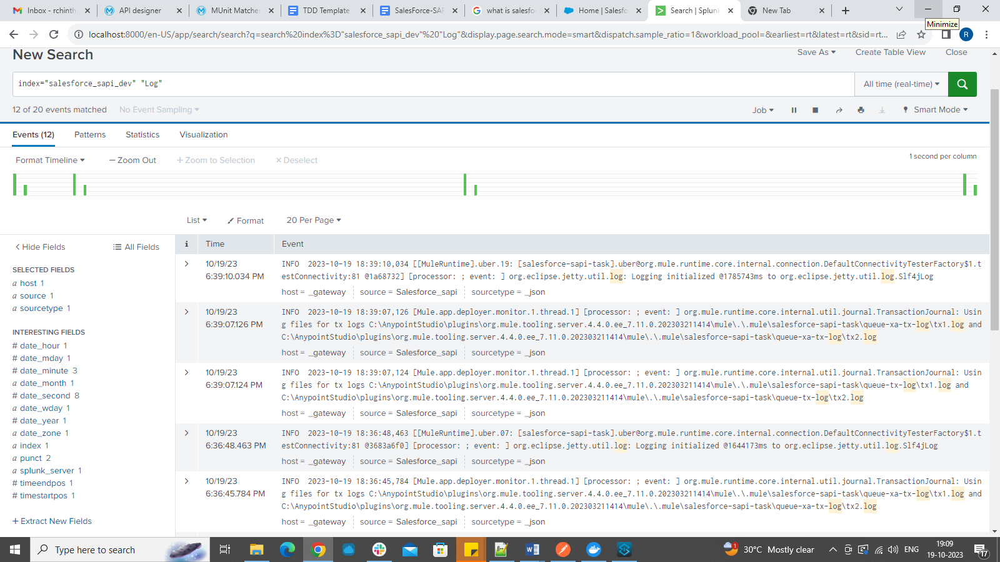 Inbox - rchinth
API designer
MUnit Matche
TDD Template
SalesForce-SAP
what is salesfor
Home | Salesfo
Search | Splunk
New Tab
Minimize
localhost:8000/en-US/app/search/search?q=search%20index%3D"salesforce_sapi_dev"%20"Log"&display.page.search.mode=smart&dispatch.sample_ratio=1&workload_pool=&earliest=rt&latest=rt&sid=rt...
R
New Search
Save As
Create Table View
Close
index="salesforce_sapi_dev" "Log"
All time (real-time)
12 of 20 events matched
No Event Sampling
Job
Smart Mode
Events (12)
Patterns
Statistics
Visualization
Format Timeline
— Zoom Out
+ Zoom to Selection
× Deselect
1 second per column
List
Format
20 Per Page
< Hide Fields
All Fields
i
Time
Event
SELECTED FIELDS
a host 1
a source 1
a sourcetype 1
INTERESTING FIELDS
# date_hour 1
# date_mday 1
# date_minute 3
a date_month 1
# date_second 8
a date_wday 1
# date_year 1
a date_zone 1
a index 1
a punct 2
a splunk_server 1
# timeendpos 1
# timestartpos 1
+ Extract New Fields
10/19/23
6:39:10.034 PM
INFO 2023-10-19 18:39:10,034 [[MuleRuntime].uber.19: [salesforce-sapi-task].uber@org.mule.runtime.core.internal.connection.DefaultConnectivityTesterFactory$1.t
estConnectivity:81 @1a68732] [processor: ; event: ] org.eclipse.jetty.util.log: Logging initialized @1785743ms to org.eclipse.jetty.util.log.Slf4jLog
host = _gateway source = Salesforce_sapi sourcetype = _json
10/19/23
6:39:07.126 PM
INFO 2023-10-19 18:39:07,126 [Mule.app.deployer.monitor.1.thread.1] [processor: ; event: ] org.mule.runtime.core.internal.util.journal.TransactionJournal: Usin
g files for tx logs C:\AnypointStudio\plugins\org.mule.tooling.server.4.4.0.ee_7.11.0.202303211414\mule\.\.mule\salesforce-sapi-task\queue-xa-tx-log\tx1.log and
C:\AnypointStudio\plugins\org.mule.tooling.server.4.4.0.ee_7.11.0.202303211414\mule\.\.mule\salesforce-sapi-task\queue-xa-tx-log\tx2.log
host = _gateway source = Salesforce_sapi sourcetype = _json
10/19/23
6:39:07.124 PM
INFO 2023-10-19 18:39:07,124 [Mule.app.deployer.monitor.1.thread.1] [processor: ; event: ] org.mule.runtime.core.internal.util.journal.TransactionJournal: Usin
g files for tx logs C:\AnypointStudio\plugins\org.mule.tooling.server.4.4.0.ee_7.11.0.202303211414\mule\.\.mule\salesforce-sapi-task\queue-tx-log\tx1.log and
C:\AnypointStudio\plugins\org.mule.tooling.server.4.4.0.ee_7.11.0.202303211414\mule\.\.mule\salesforce-sapi-task\queue-tx-log\tx2.log
host = _gateway source = Salesforce_sapi sourcetype = _json
10/19/23
6:36:48.463 PM
INFO 2023-10-19 18:36:48,463 [[MuleRuntime].uber.07: [salesforce-sapi-task].uber@org.mule.runtime.core.internal.connection.DefaultConnectivityTesterFactory$1.t
estConnectivity:81 @3683a6f0] [processor: ; event: ] org.eclipse.jetty.util.log: Logging initialized @1644173ms to org.eclipse.jetty.util.log.Slf4jLog
host = _gateway source = Salesforce_sapi sourcetype = _json
10/19/23
6:36:45.784 PM
INFO 2023-10-19 18:36:45,784 [Mule.app.deployer.monitor.1.thread.1] [processor: ; event: ] org.mule.runtime.core.internal.util.journal.TransactionJournal: Usin
g files for tx logs C:\AnypointStudio\plugins\org.mule.tooling.server.4.4.0.ee_7.11.0.202303211414\mule\.\.mule\salesforce-sapi-task\queue-xa-tx-log\tx1.log and
C:\AnypointStudio\plugins\org.mule.tooling.server.4.4.0.ee_7.11.0.202303211414\mule\.\.mule\salesforce-sapi-task\queue-xa-tx-log\tx2.log
host = _gateway source = Salesforce_sapi sourcetype = _json
Type here to search
1
30°C Mostly clear
ENG
19:09
19-10-2023
17